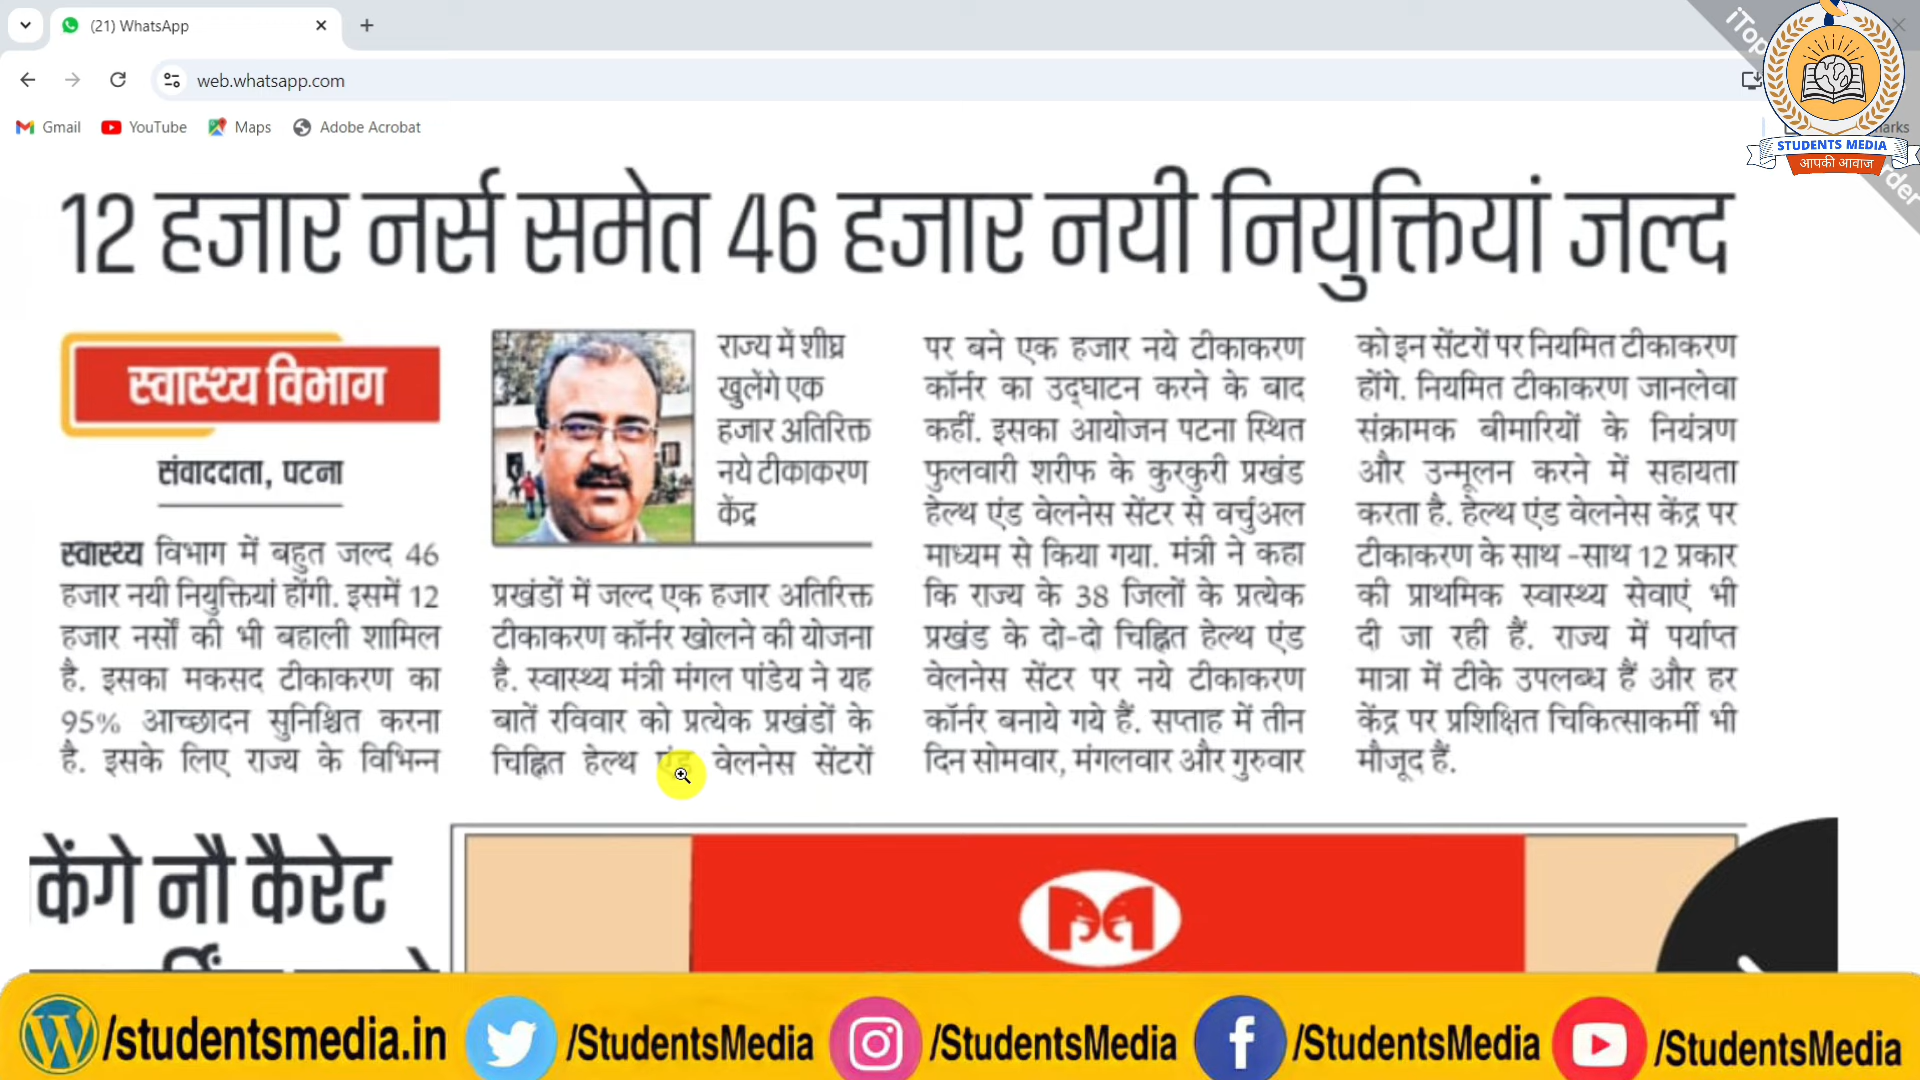 (21) WhatsApp
web.whatsapp.com
Gmail YouTube Maps Adobe Acrobat
iTop
STUDENTS MEDIA
आपकी आवाज़
12 हजार नर्स समेत 46 हजार नयी नियुक्तियां जल्द
स्वास्थ्य विभाग
संवाददाता, पटना
स्वास्थ्य विभाग में बहुत जल्द 46
हजार नयी नियुक्तियां होंगी. इसमें 12
हजार नर्सों की भी बहाली शामिल
है. इसका मकसद टीकाकरण का
95% आच्छादन सुनिश्चित करना
है. इसके लिए राज्य के विभिन्न
राज्य में शीघ्र
खुलेंगे एक
हजार अतिरिक्त
नये टीकाकरण
केंद्र
प्रखंडों में जल्द एक हजार अतिरिक्त
टीकाकरण कॉर्नर खोलने की योजना
है. स्वास्थ्य मंत्री मंगल पांडेय ने यह
बातें रविवार को प्रत्येक प्रखंडों के
चिह्नित हेल्थ एंड वेलनेस सेंटरों
पर बने एक हजार नये टीकाकरण
कॉर्नर का उद्घाटन करने के बाद
कहीं. इसका आयोजन पटना स्थित
फुलवारी शरीफ के कुरकुरी प्रखंड
हेल्थ एंड वेलनेस सेंटर से वर्चुअल
माध्यम से किया गया. मंत्री ने कहा
कि राज्य के 38 जिलों के प्रत्येक
प्रखंड के दो-दो चिह्नित हेल्थ एंड
वेलनेस सेंटर पर नये टीकाकरण
कॉर्नर बनाये गये हैं. सप्ताह में तीन
दिन सोमवार, मंगलवार और गुरुवार
को इन सेंटरों पर नियमित टीकाकरण
होंगे. नियमित टीकाकरण जानलेवा
संक्रामक बीमारियों के नियंत्रण
और उन्मूलन करने में सहायता
करता है. हेल्थ एंड वेलनेस केंद्र पर
टीकाकरण के साथ -साथ 12 प्रकार
की प्राथमिक स्वास्थ्य सेवाएं भी
दी जा रही हैं. राज्य में पर्याप्त
मात्रा में टीके उपलब्ध हैं और हर
केंद्र पर प्रशिक्षित चिकित्साकर्मी भी
मौजूद हैं.
केंगे नौ कैरेट
/studentsmedia.in /StudentsMedia /StudentsMedia /StudentsMedia /StudentsMedia